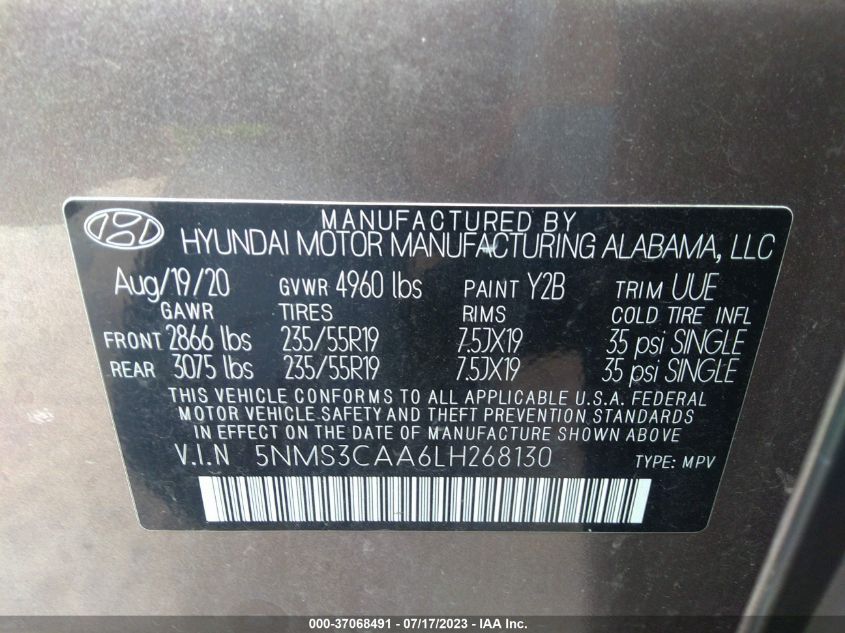 MANUFACTURED BY
HYUNDAI MOTOR MANUFACTURING ALABAMA, LLC
Aug/19/20 GVWR 4960 lbs PAINT Y2B TRIM UUE
GAWR TIRES RIMS COLD TIRE INFL
FRONT 2866 lbs 235/55R19 7.5JX19 35 psi SINGLE
REAR 3075 lbs 235/55R19 7.5JX19 35 psi SINGLE
THIS VEHICLE CONFORMS TO ALL APPLICABLE U.S.A. FEDERAL
MOTOR VEHICLE SAFETY AND THEFT PREVENTION STANDARDS
IN EFFECT ON THE DATE OF MANUFACTURE SHOWN ABOVE.
V.I.N 5NMS3CAA6LH268130 TYPE: MPV
000-37068491 - 07/17/2023 - IAA Inc.